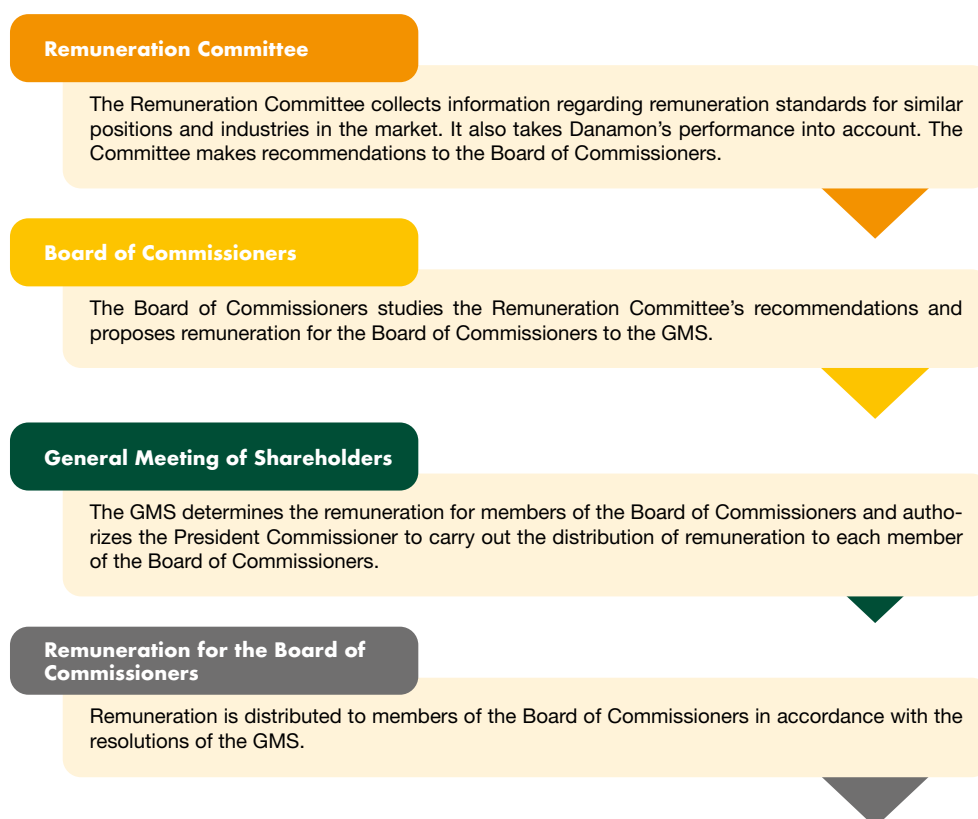 Remuneration Committee
The Remuneration Committee collects information regarding remuneration standards for similar
positions and industries in the market. It also takes Danamon’s performance into account. The
Committee makes recommendations to the Board of Commissioners.
Board of Commissioners
The Board of Commissioners studies the Remuneration Committee’s recommendations and
proposes remuneration for the Board of Commissioners to the GMS.
General Meeting of Shareholders
The GMS determines the remuneration for members of the Board of Commissioners and autho-
rizes the President Commissioner to carry out the distribution of remuneration to each member
of the Board of Commissioners.
Remuneration for the Board of
Commissioners
Remuneration is distributed to members of the Board of Commissioners in accordance with the
resolutions of the GMS.